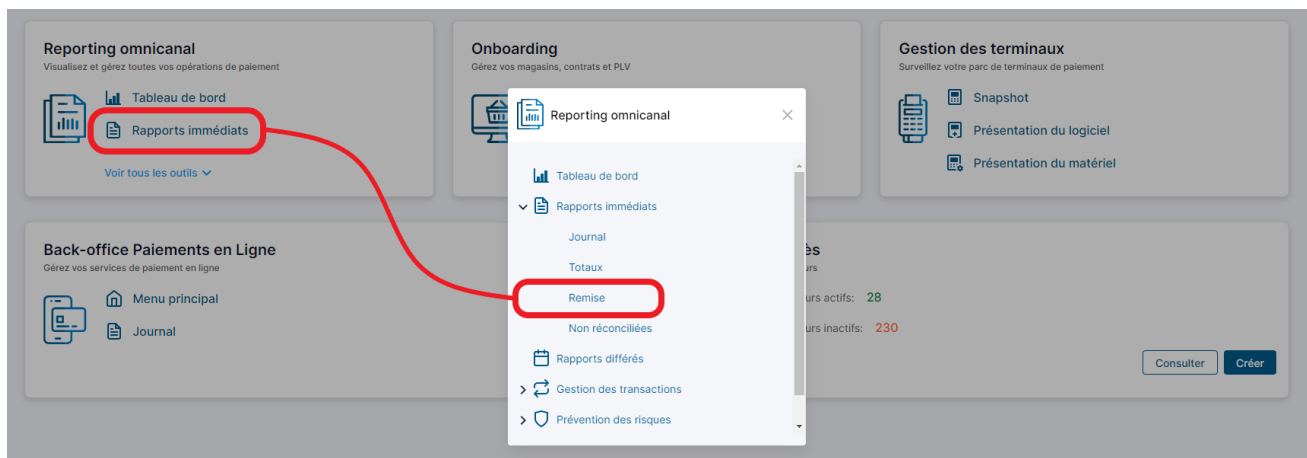 Reporting omnicanal
Visualisez et gérez toutes vos opérations de paiement
Tableau de bord
Rapports immédiats
Voir tous les outils
Onboarding
Gérez vos magasins, contrats et PLV
Gestion des terminaux
Surveillez votre parc de terminaux de paiement
Snapshot
Présentation du logiciel
Présentation du matériel
Reporting omnicanal
Tableau de bord
Rapports immédiats
Journal
Totaux
Remise
Non réconciliées
Rapports différés
Gestion des transactions
Prévention des risques
Back-office Paiements en Ligne
Gérez vos services de paiement en ligne
Menu principal
Journal
ès
urs
urs actifs: 28
urs inactifs: 230
Consulter
Créer